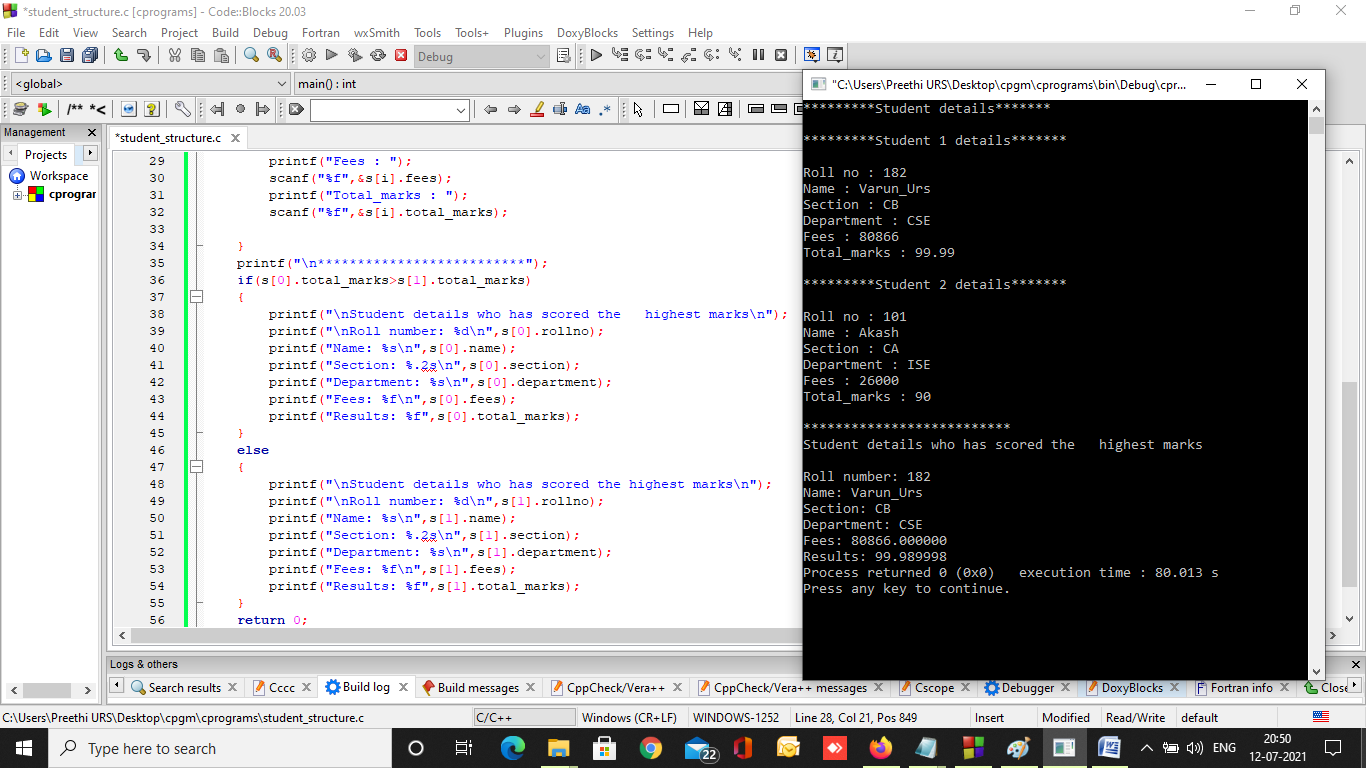 *student_structure.c [cprograms] - Code::Blocks 20.03
File Edit View Search Project Build Debug Fortran wxSmith Tools Tools+ Plugins DoxyBlocks Settings Help
Debug
<global>
main() : int
/** *<
Aa .*
Management
Projects
Workspace
cprogran
*student_structure.c
29 printf("Fees : ");
30 scanf("%f",&s[i].fees);
31 printf("Total_marks : ");
32 scanf("%f",&s[i].total_marks);
33
34 }
35 printf("\n**************************");
36 if(s[0].total_marks>s[1].total_marks)
37 {
38 printf("\nStudent details who has scored the   highest marks\n");
39 printf("\nRoll number: %d\n",s[0].rollno);
40 printf("Name: %s\n",s[0].name);
41 printf("Section: %.2s\n",s[0].section);
42 printf("Department: %s\n",s[0].department);
43 printf("Fees: %f\n",s[0].fees);
44 printf("Results: %f",s[0].total_marks);
45 }
46 else
47 {
48 printf("\nStudent details who has scored the highest marks\n");
49 printf("\nRoll number: %d\n",s[1].rollno);
50 printf("Name: %s\n",s[1].name);
51 printf("Section: %.2s\n",s[1].section);
52 printf("Department: %s\n",s[1].department);
53 printf("Fees: %f\n",s[1].fees);
54 printf("Results: %f",s[1].total_marks);
55 }
56 return 0;
"C:\Users\Preethi URS\Desktop\cpgm\cprograms\bin\Debug\cpr...
*********Student details*******
*********Student 1 details*******
Roll no : 182
Name : Varun_Urs
Section : CB
Department : CSE
Fees : 80866
Total_marks : 99.99
*********Student 2 details*******
Roll no : 101
Name : Akash
Section : CA
Department : ISE
Fees : 26000
Total_marks : 90
**************************
Student details who has scored the   highest marks
Roll number: 182
Name: Varun_Urs
Section: CB
Department: CSE
Fees: 80866.000000
Results: 99.989998
Process returned 0 (0x0)   execution time : 80.013 s
Press any key to continue.
Logs & others
Search results Cccc Build log Build messages CppCheck/Vera++ CppCheck/Vera++ messages Cscope Debugger DoxyBlocks Fortran info Close
C:\Users\Preethi URS\Desktop\cpgm\cprograms\student_structure.c C/C++ Windows (CR+LF) WINDOWS-1252 Line 28, Col 21, Pos 849 Insert Modified Read/Write default
Type here to search
22
ENG
20:50
12-07-2021